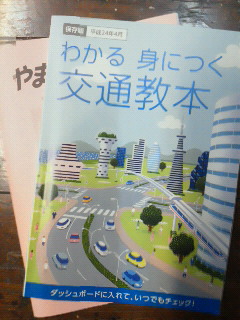 保存版 平成24年4月
わかる 身につく
交通教本
ダッシュボードに入れて、いつでもチェック!
やま